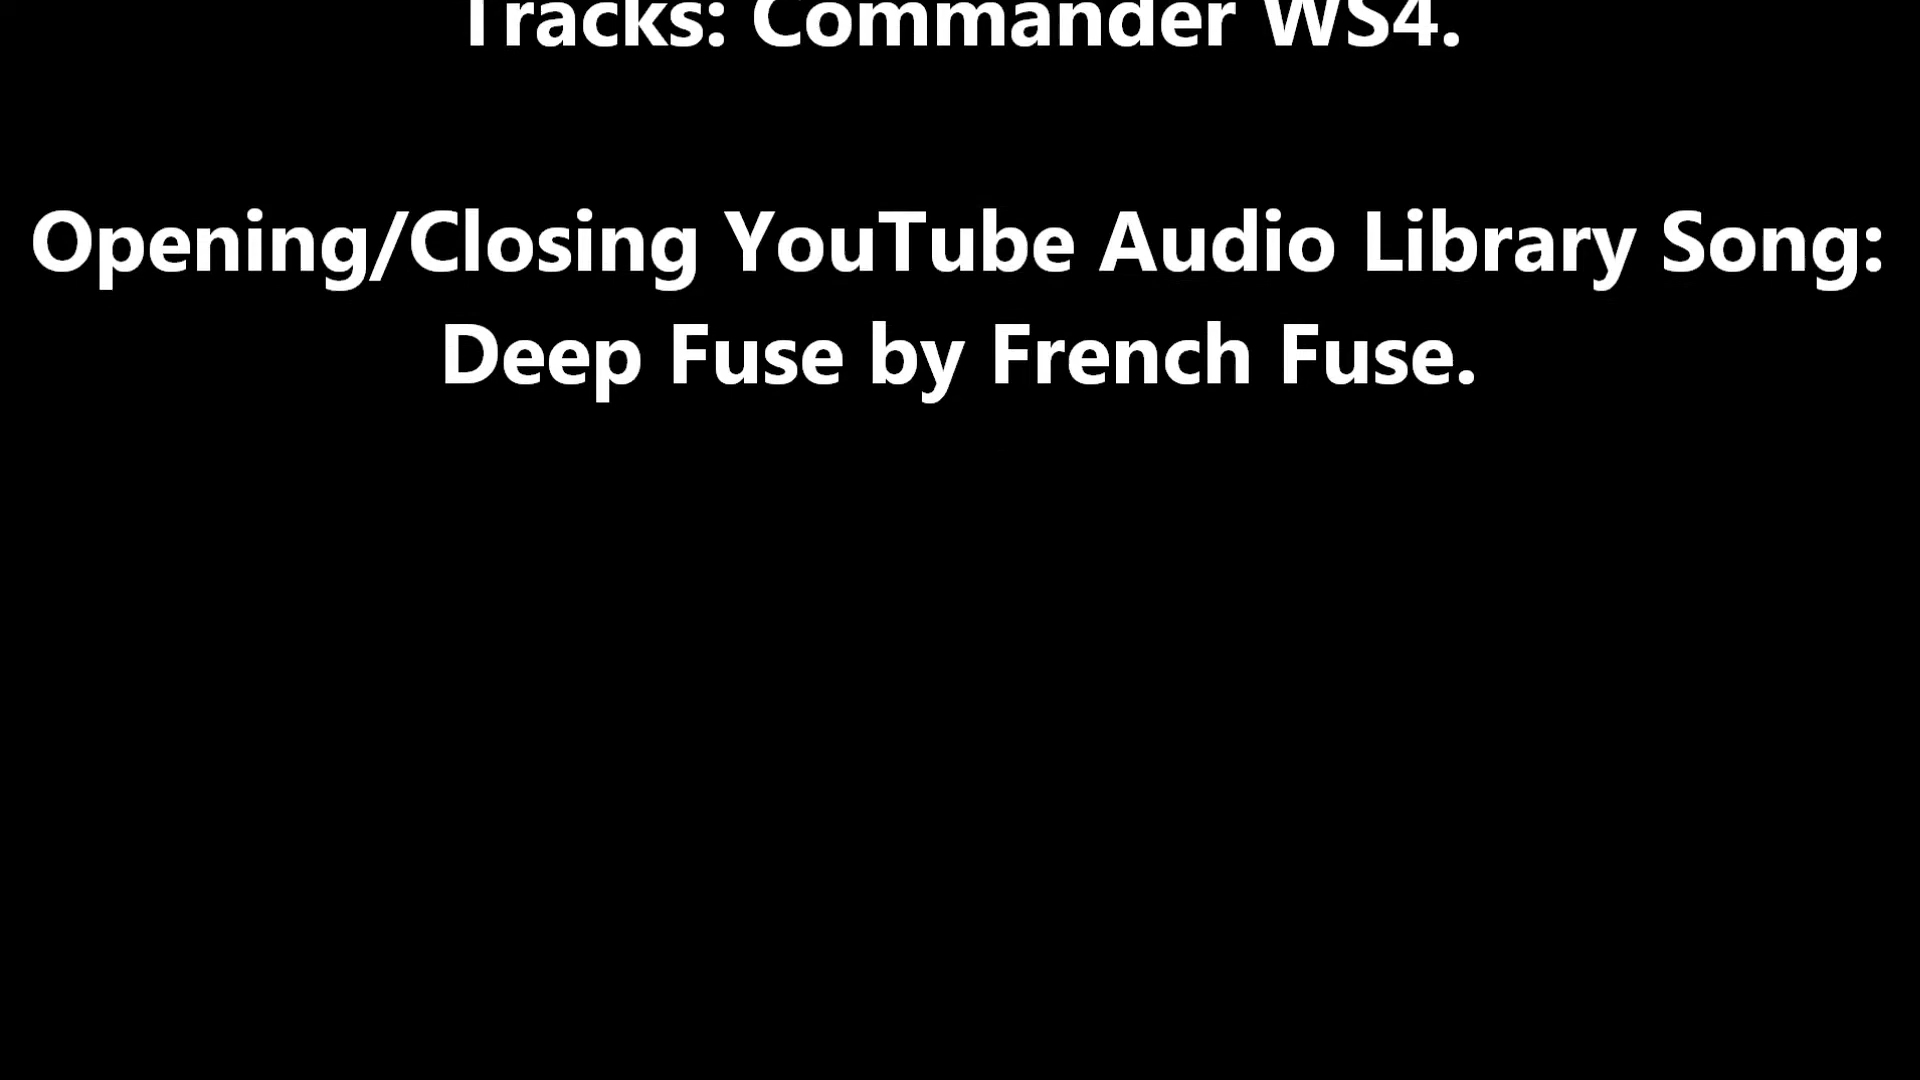 Tracks: Commander WS4.
Opening/Closing YouTube Audio Library Song:
Deep Fuse by French Fuse.